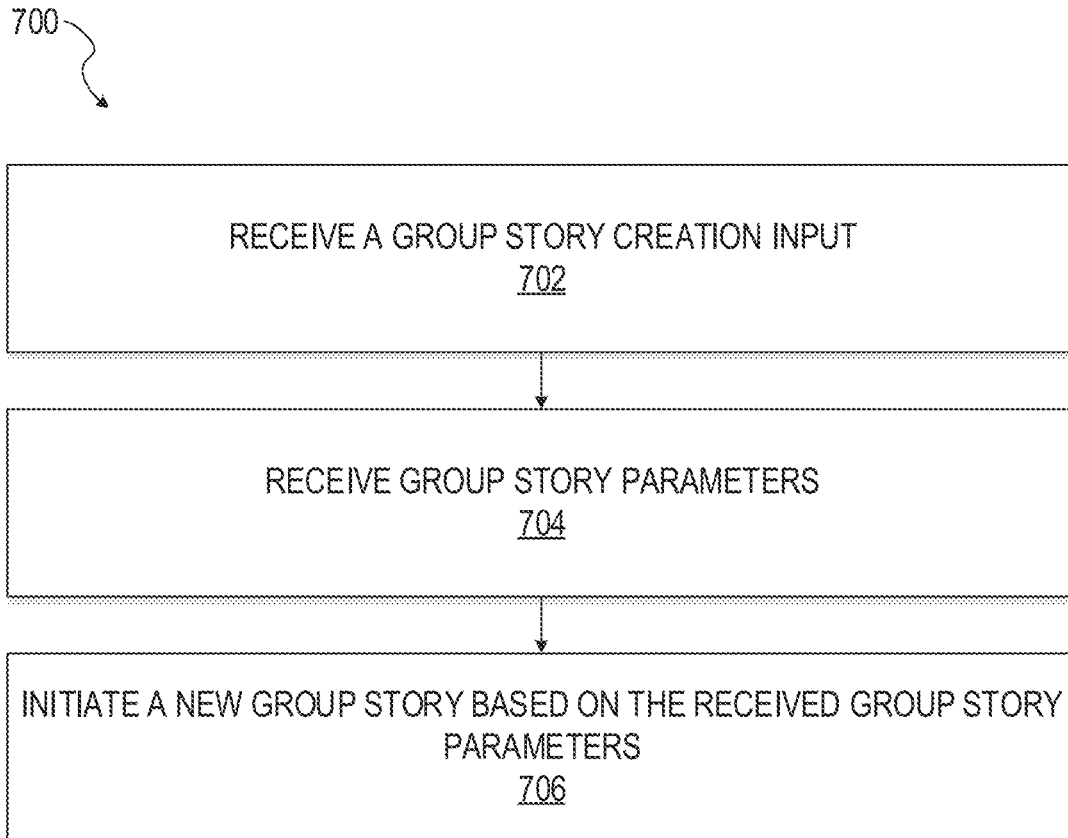 700
RECEIVE A GROUP STORY CREATION INPUT
702
RECEIVE GROUP STORY PARAMETERS
704
INITIATE A NEW GROUP STORY BASED ON THE RECEIVED GROUP STORY
PARAMETERS
706